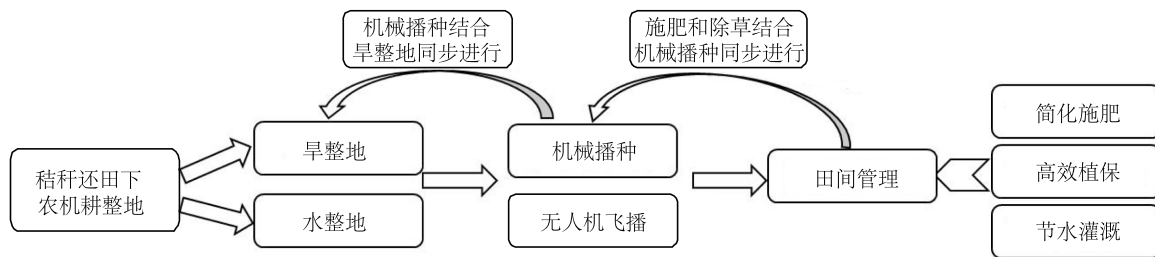 机械播种结合
旱整地同步进行
施肥和除草结合
机械播种同步进行
秸秆还田下
农机耕整地
旱整地
水整地
机械播种
无人机飞播
田间管理
简化施肥
高效植保
节水灌溉